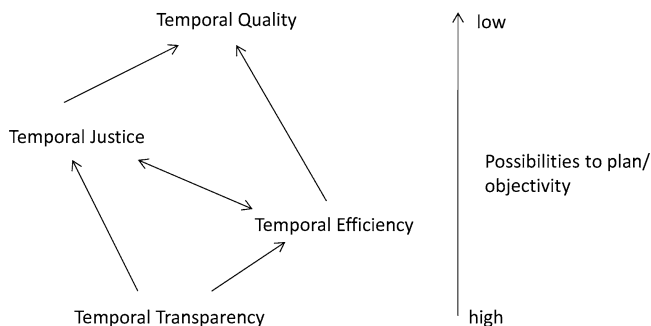 Temporal Quality
low
Temporal Justice
Possibilities to plan/
objectivity
Temporal Efficiency
Temporal Transparency
high